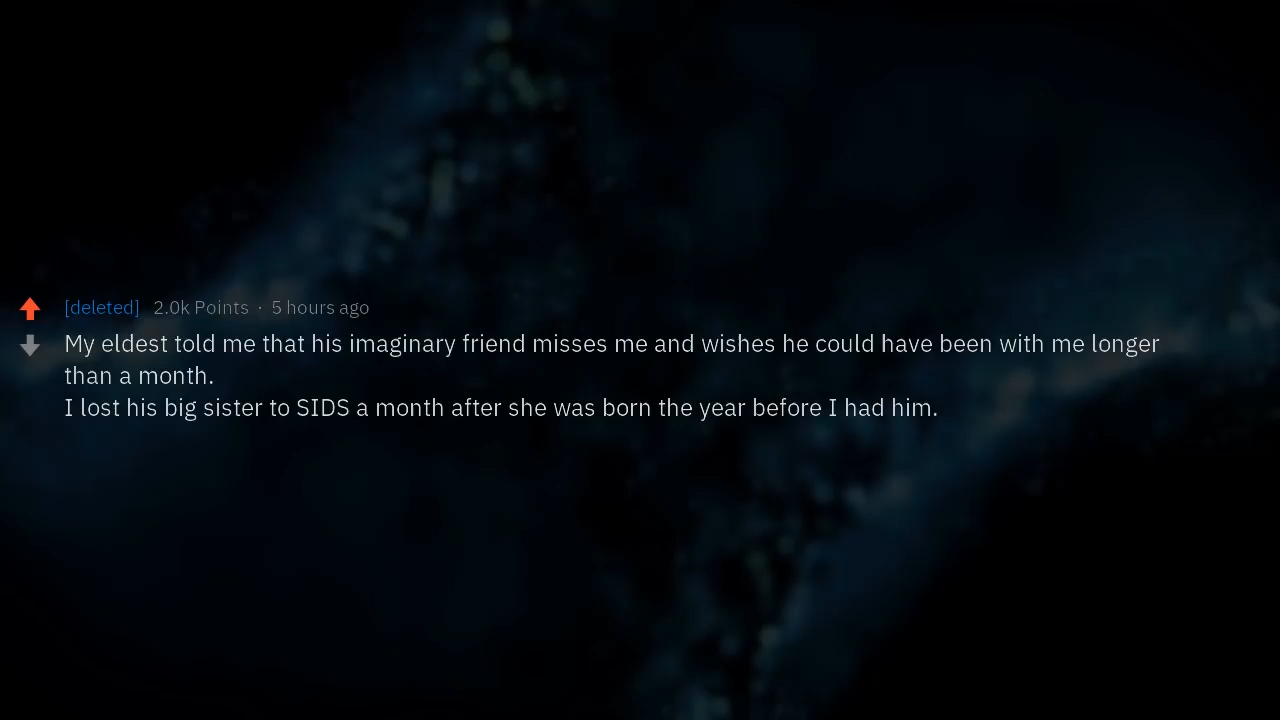 [deleted] 2.0k Points · 5 hours ago
My eldest told me that his imaginary friend misses me and wishes he could have been with me longer
than a month.
I lost his big sister to SIDS a month after she was born the year before I had him.